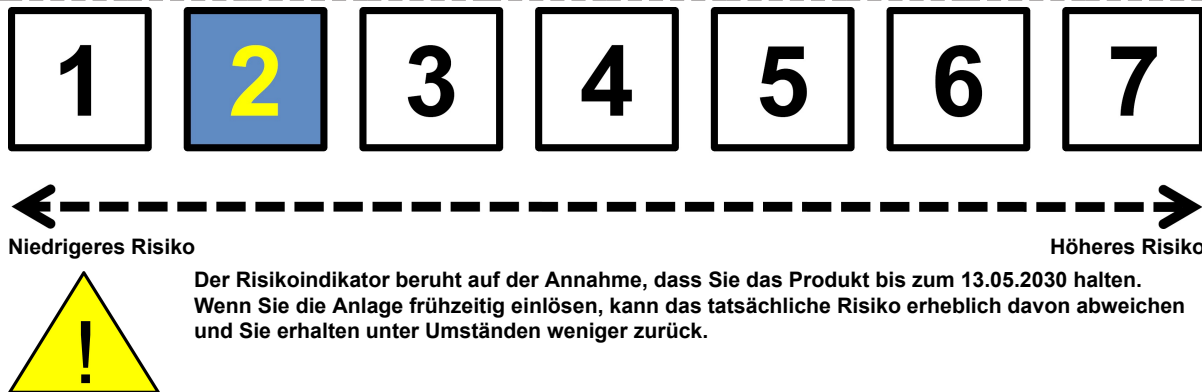 1 2 3 4 5 6 7
Niedrigeres Risiko Höheres Risiko
Der Risikoindikator beruht auf der Annahme, dass Sie das Produkt bis zum 13.05.2030 halten.
Wenn Sie die Anlage frühzeitig einlösen, kann das tatsächliche Risiko erheblich davon abweichen
und Sie erhalten unter Umständen weniger zurück.
!